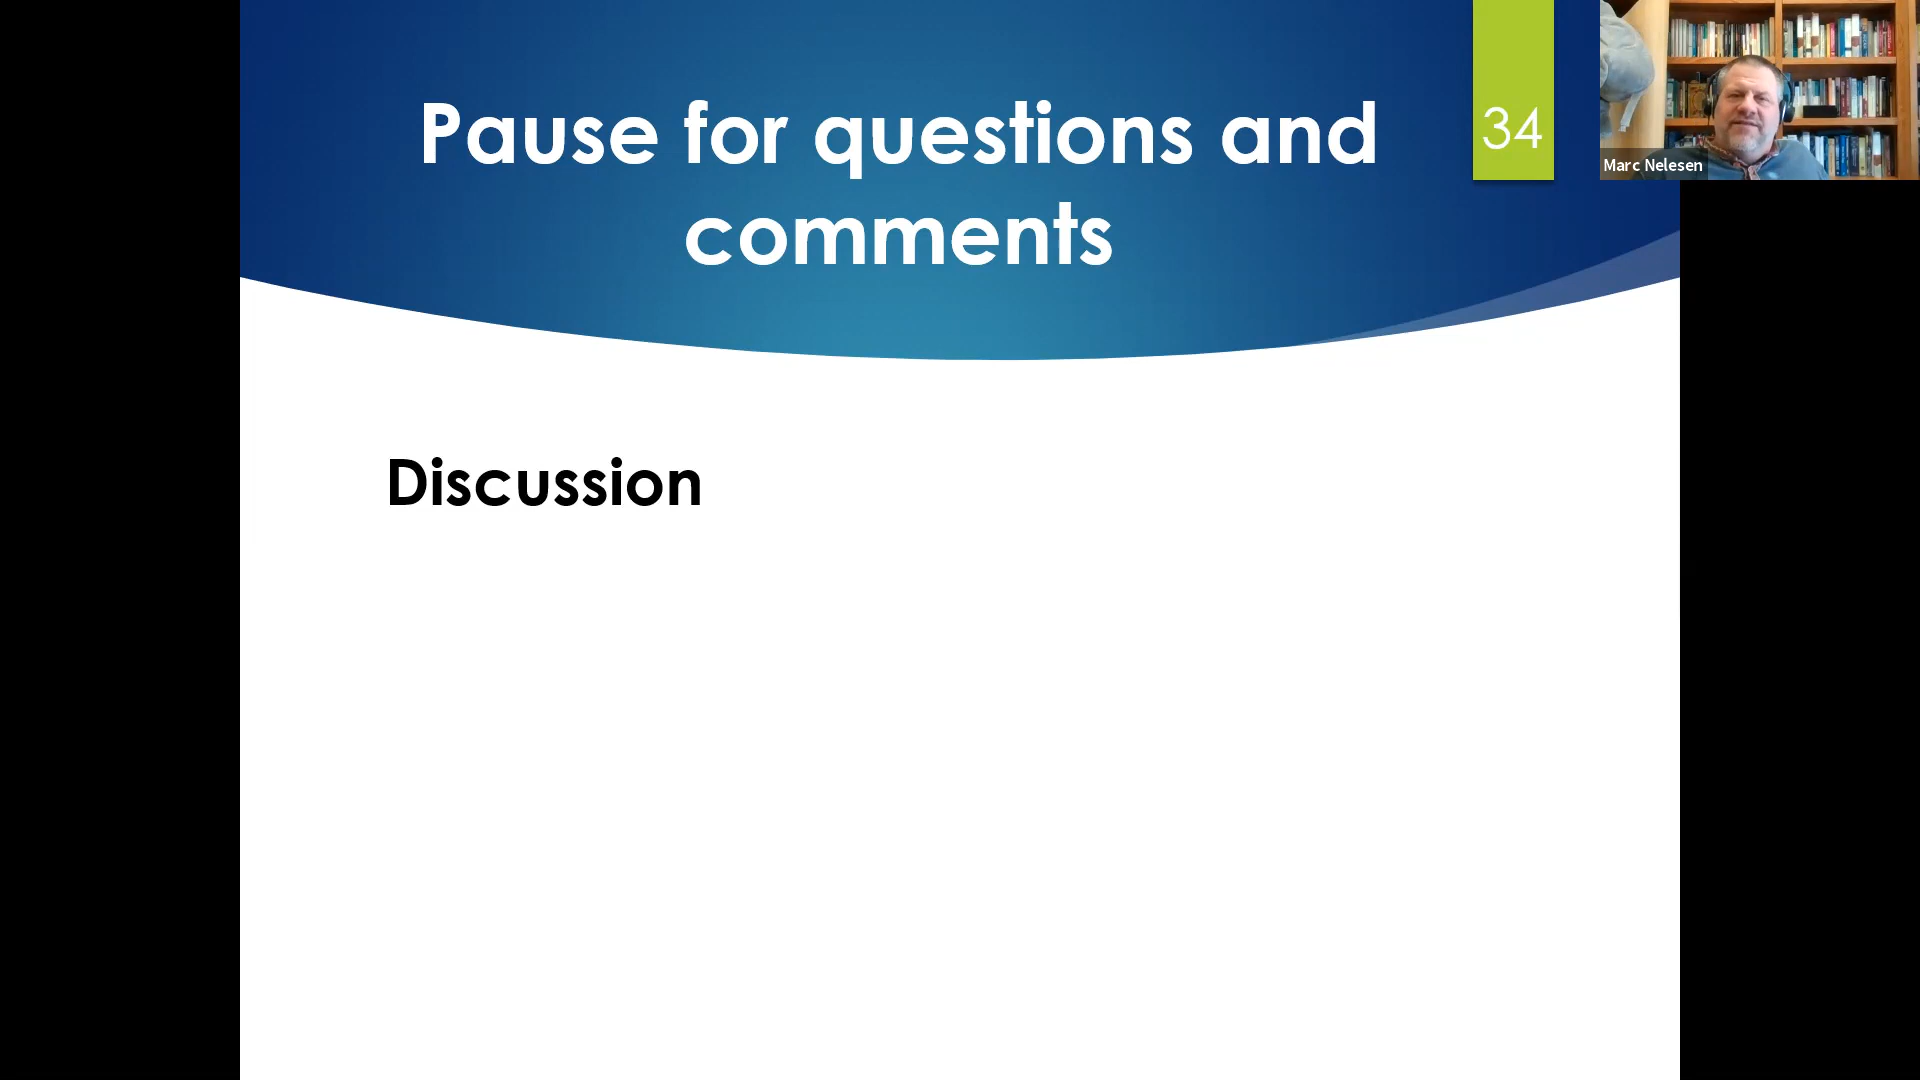 Pause for questions and
comments
34
Marc Nelesen
Discussion